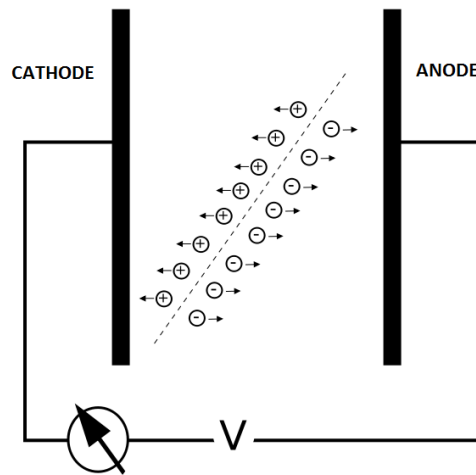 CATHODE
ANODE
+ -
+ -
+ -
+ -
+ -
+ -
+ -
+ -
V